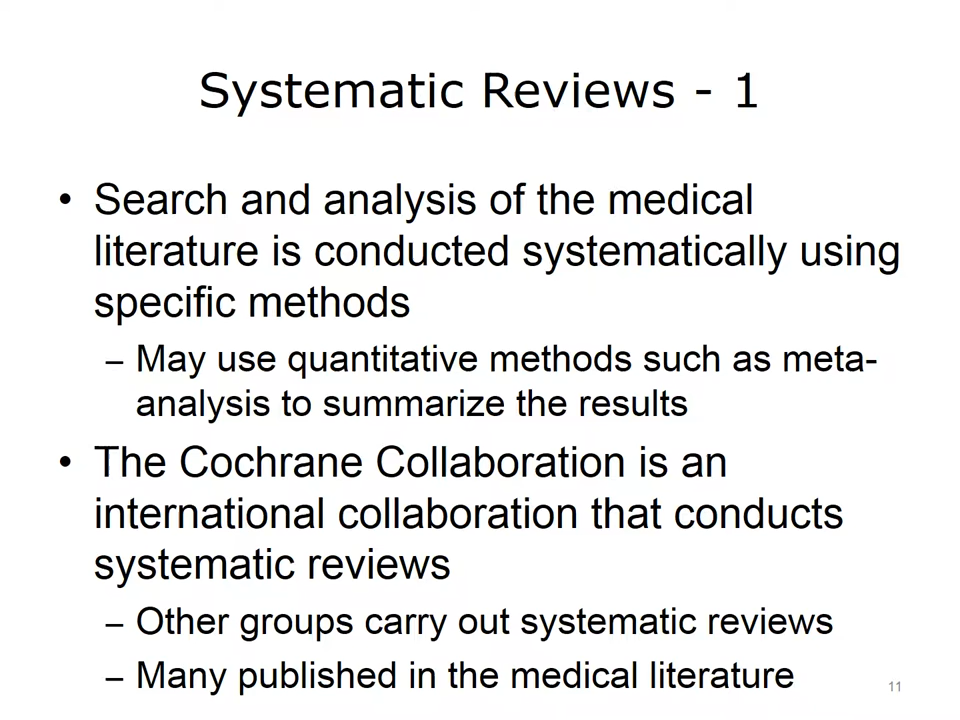 Systematic Reviews - 1
• Search and analysis of the medical
literature is conducted systematically using
specific methods
– May use quantitative methods such as meta-
analysis to summarize the results
• The Cochrane Collaboration is an
international collaboration that conducts
systematic reviews
– Other groups carry out systematic reviews
– Many published in the medical literature
11